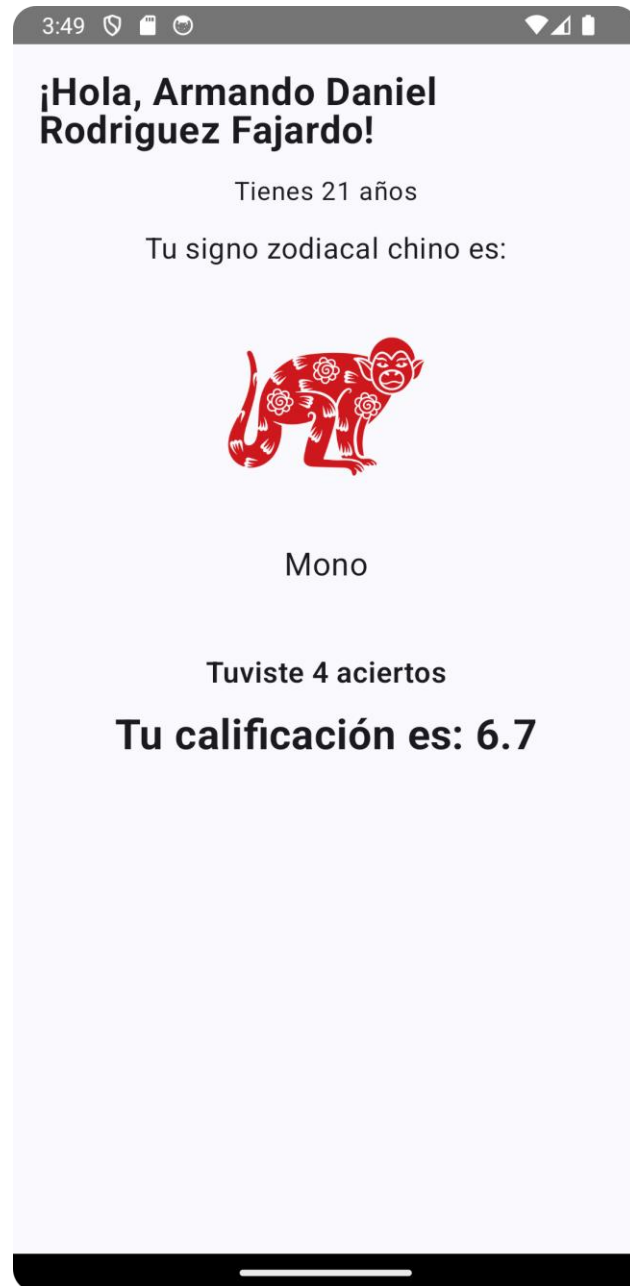 3:49
¡Hola, Armando Daniel
Rodriguez Fajardo!
Tienes 21 años
Tu signo zodiacal chino es:
Mono
Tuviste 4 aciertos
Tu calificación es: 6.7